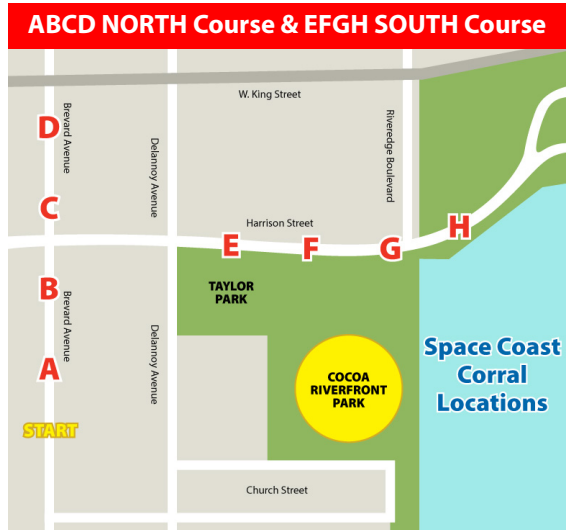 ABCD NORTH Course & EFGH SOUTH Course
W. King Street
D
Brevard Avenue
Riveredge Boulevard
Delannoy Avenue
C
Harrison Street
H
E
F
G
B
TAYLOR
PARK
Brevard Avenue
Delannoy Avenue
A
Space Coast
Corral
Locations
COCOA
RIVERFRONT
PARK
START
Church Street